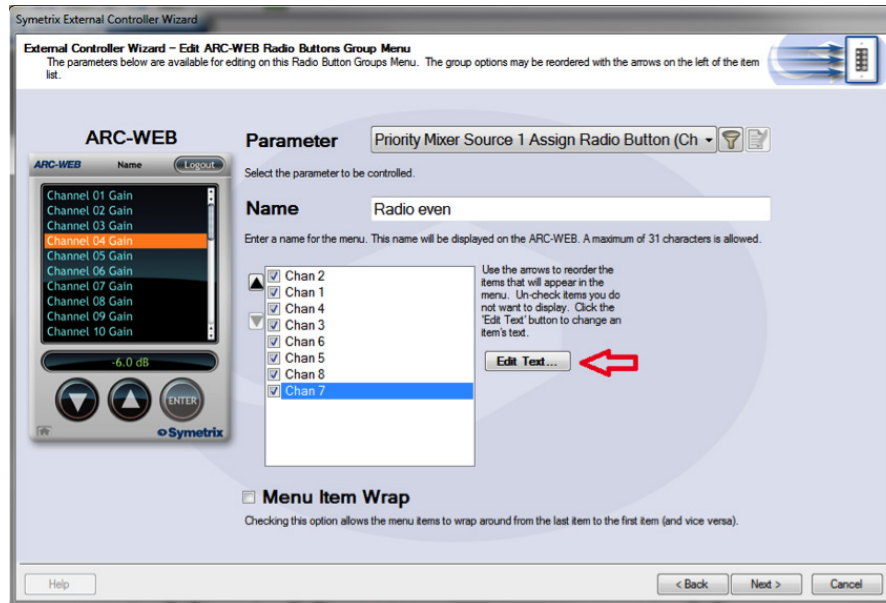 Symetrix External Controller Wizard
External Controller Wizard – Edit ARC-WEB Radio Buttons Group Menu
The parameters below are available for editing on this Radio Button Groups Menu. The group options may be reordered with the arrows on the left of the item
list.
ARC-WEB
ARC-WEB Name Logout
Channel 01 Gain
Channel 02 Gain
Channel 03 Gain
Channel 04 Gain
Channel 05 Gain
Channel 06 Gain
Channel 07 Gain
Channel 08 Gain
Channel 09 Gain
Channel 10 Gain
-6.0 dB
ENTER
Symetrix
Parameter
Priority Mixer Source 1 Assign Radio Button (Ch
Select the parameter to be controlled.
Name
Radio even
Enter a name for the menu. This name will be displayed on the ARC-WEB. A maximum of 31 characters is allowed.
Chan 2
Chan 1
Chan 4
Chan 3
Chan 6
Chan 5
Chan 8
Chan 7
Use the arrows to reorder the
items that will appear in the
menu. Un-check items you do
not want to display. Click the
'Edit Text' button to change an
item's text.
Edit Text...
Menu Item Wrap
Checking this option allows the menu items to wrap around from the last item to the first item (and vice versa).
Help
< Back
Next >
Cancel